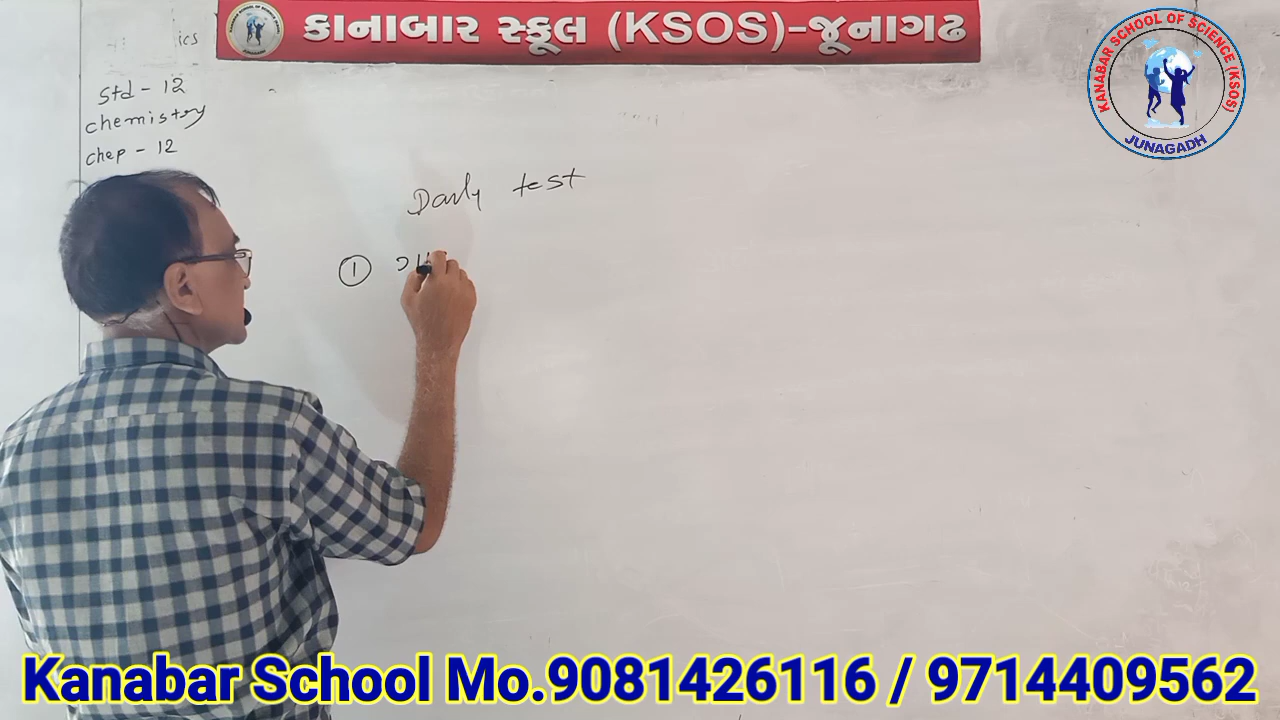 કાનાબાર સ્કૂલ (KSOS)-જૂનાગઢ
KANABAR SCHOOL OF SCIENCE (KSOS)
JUNAGADH
ics
Std - 12
chemistry
chep - 12
Daily test
①
Kanabar School Mo.9081426116 / 9714409562